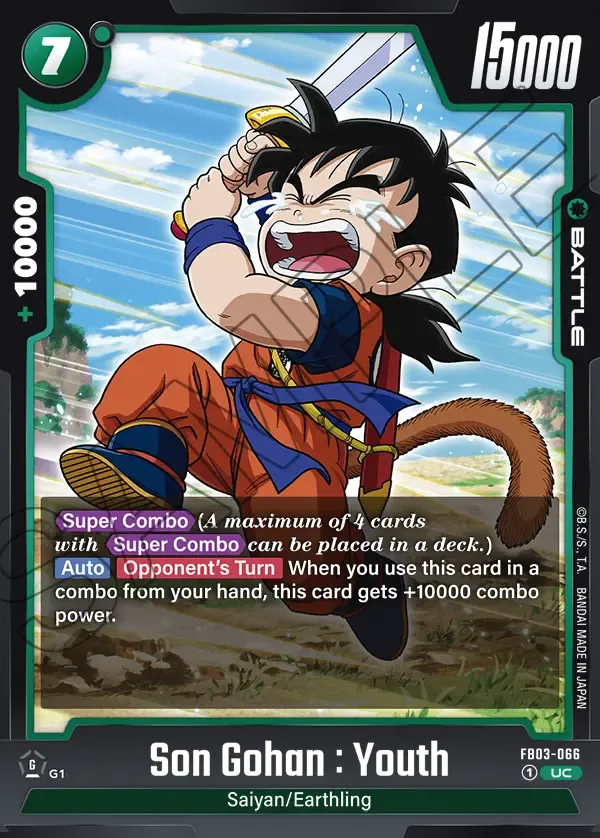 7
15000
+10000
BATTLE
SAMPLE
Super Combo (A maximum of 4 cards
with Super Combo can be placed in a deck.)
Auto Opponent's Turn When you use this card in a
combo from your hand, this card gets +10000 combo
power.
©B.S./S., T.A. BANDAI MADE IN JAPAN
G G1
Son Gohan : Youth
FB03-066
1 UC
Saiyan/Earthling